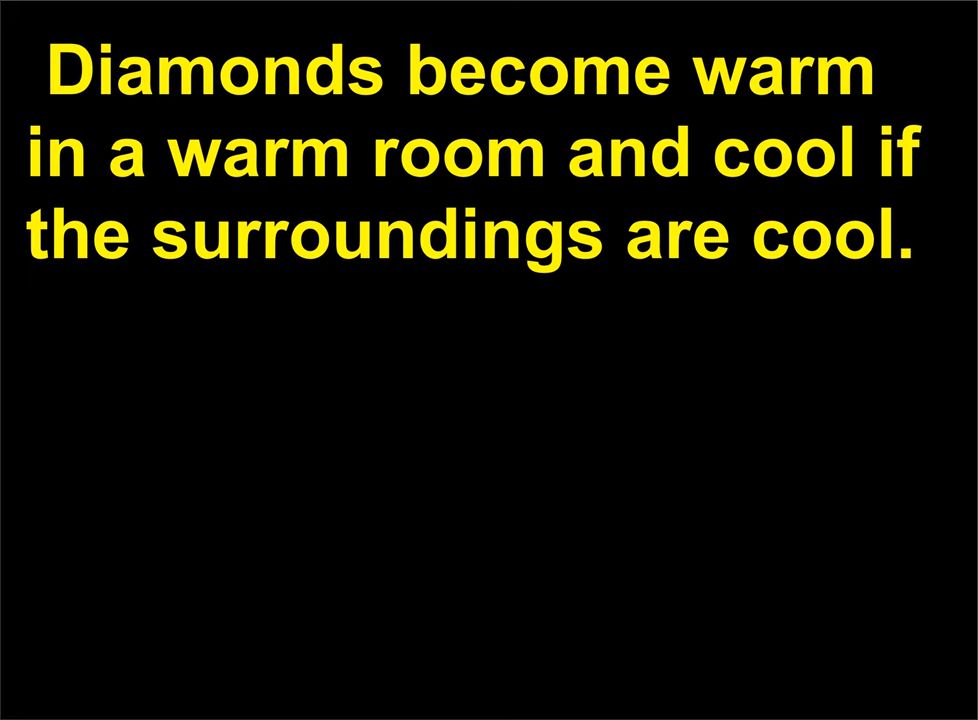 Diamonds become warm
in a warm room and cool if
the surroundings are cool.